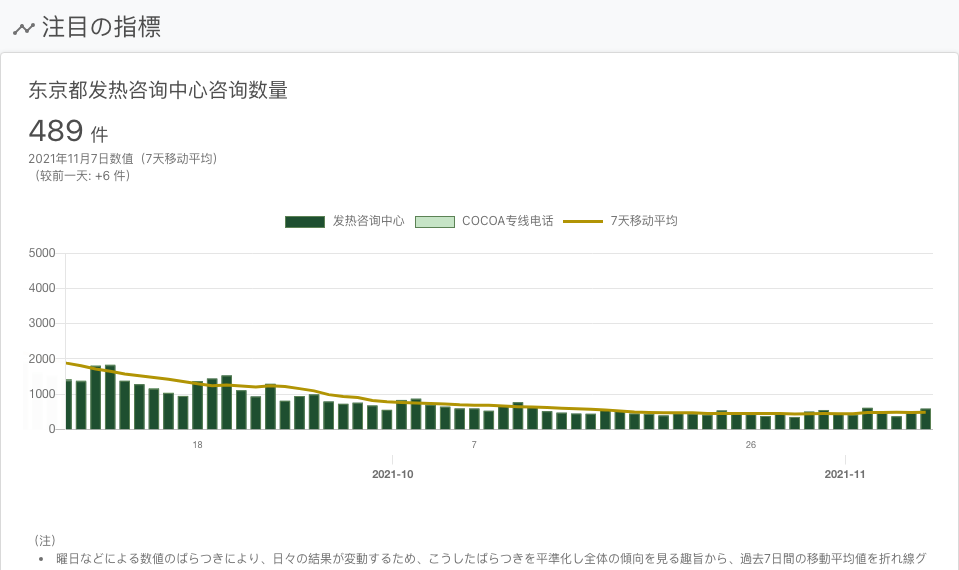 注目の指標
东京都发热咨询中心咨询数量
489 件
2021年11月7日数值（7天移动平均）
（较前一天: +6 件）
发热咨询中心 COCOA专线电话 7天移动平均
5000
4000
3000
2000
1000
0
18 7 26
2021-10 2021-11
（注）
• 曜日などによる数値のばらつきにより、日々の結果が変動するため、こうしたばらつきを平準化し全体の傾向を見る趣旨から、過去7日間の移動平均値を折れ線グ